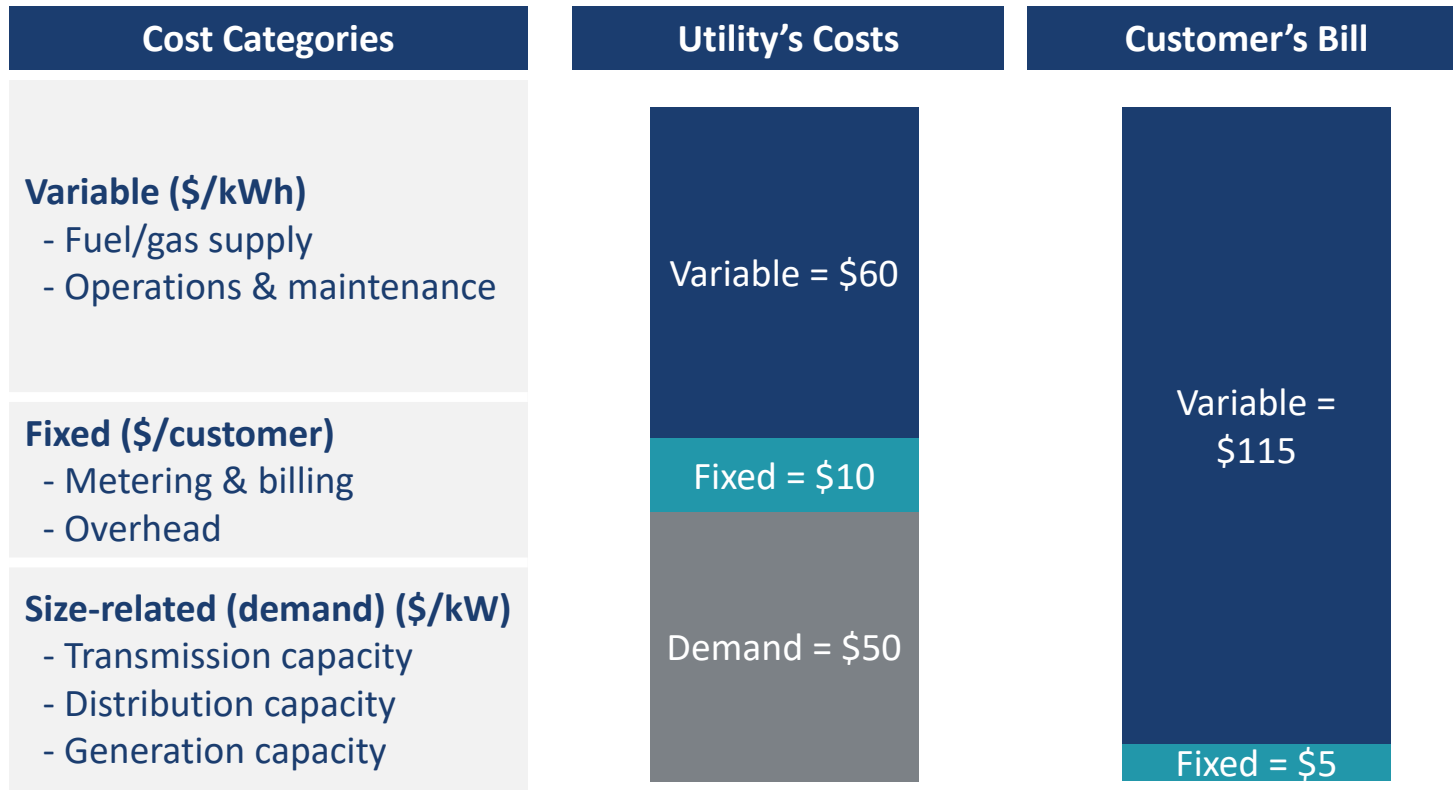 Cost Categories
Utility’s Costs
Customer’s Bill
Variable ($/kWh)
- Fuel/gas supply
- Operations & maintenance
Fixed ($/customer)
- Metering & billing
- Overhead
Size-related (demand) ($/kW)
- Transmission capacity
- Distribution capacity
- Generation capacity
Variable = $60
Fixed = $10
Demand = $50
Variable =
$115
Fixed = $5